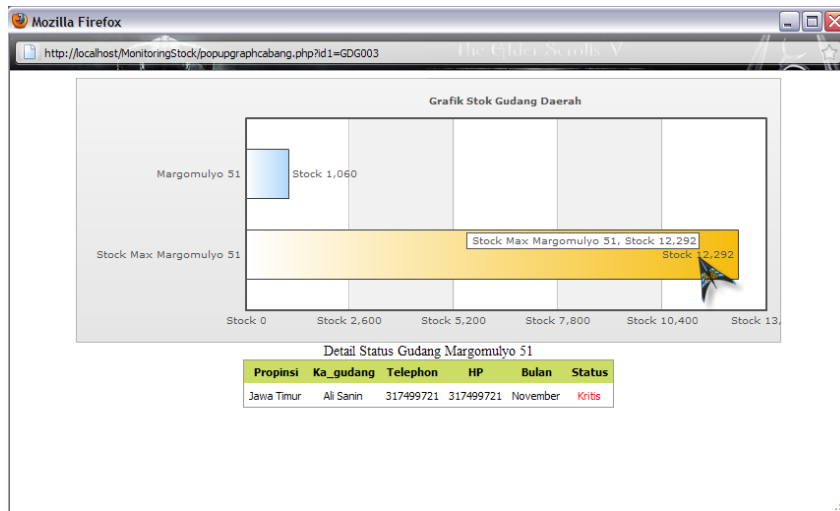 Mozilla Firefox
http://localhost/MonitoringStock/popupgraphcabang.php?id1=GDG003
The Elder Scrolls V
Grafik Stok Gudang Daerah
Margomulyo 51
Stock 1,060
Stock Max Margomulyo 51, Stock 12,292
Stock Max Margomulyo 51
Stock 12,292
Stock 0 Stock 2,600 Stock 5,200 Stock 7,800 Stock 10,400 Stock 13,
Detail Status Gudang Margomulyo 51
Propinsi Ka_gudang Telephon HP Bulan Status
Jawa Timur Ali Sanin 317499721 317499721 November Kritis